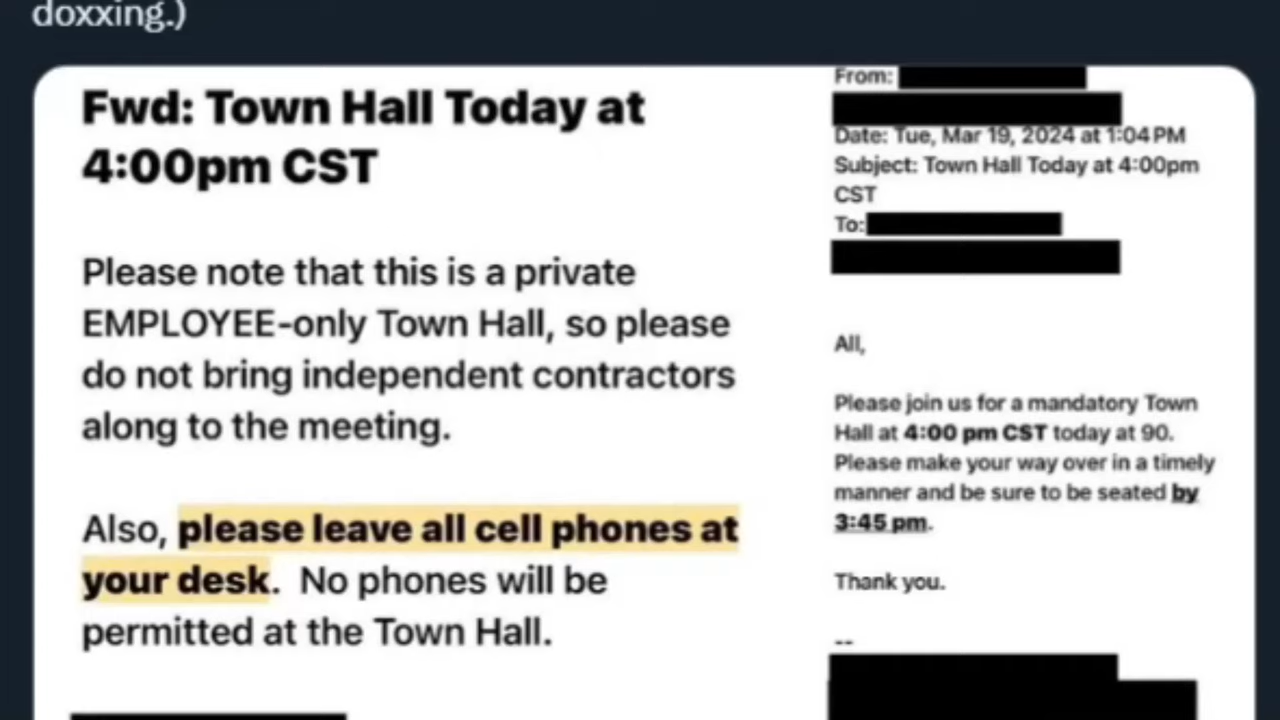 doxxing.)
Fwd: Town Hall Today at
4:00pm CST
Please note that this is a private
EMPLOYEE-only Town Hall, so please
do not bring independent contractors
along to the meeting.
Also, please leave all cell phones at
your desk.  No phones will be
permitted at the Town Hall.
From:
Date: Tue, Mar 19, 2024 at 1:04 PM
Subject: Town Hall Today at 4:00pm
CST
To:
All,
Please join us for a mandatory Town
Hall at 4:00 pm CST today at 90.
Please make your way over in a timely
manner and be sure to be seated by
3:45 pm.
Thank you.
--